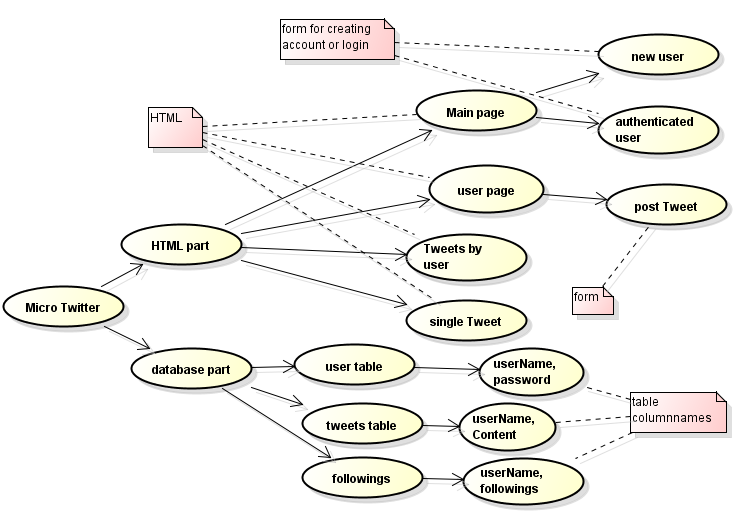 form for creating
account or login
new user
HTML
Main page
authenticated
user
user page
post Tweet
HTML part
Tweets by
user
form
Micro Twitter
single Tweet
database part
user table
userName,
password
table
columnnames
tweets table
userName,
Content
followings
userName,
followings